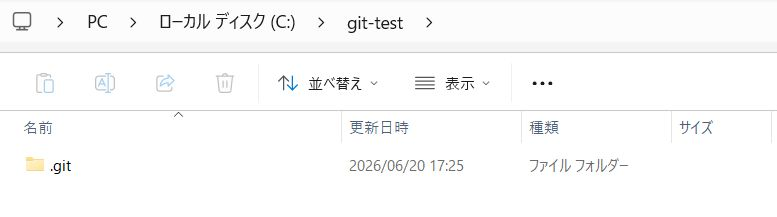 PC > ローカル ディスク (C:) > git-test >
並べ替え 表示
名前 更新日時 種類 サイズ
.git 2026/06/20 17:25 ファイル フォルダー